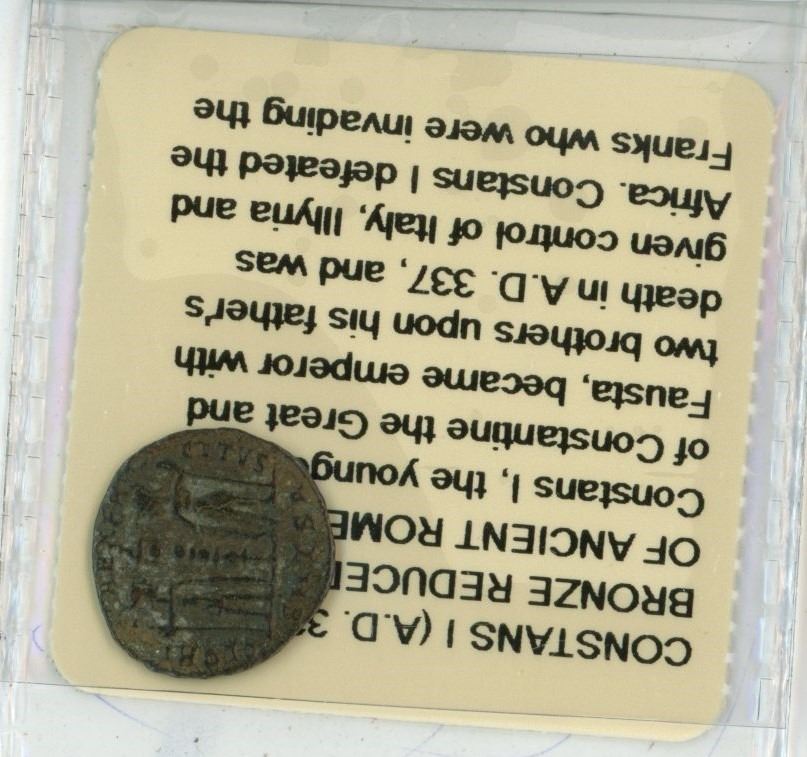 CONSTANS I (A.D. 3
BRONZE REDUCE
OF ANCIENT ROME
Constans I, the young
of Constantine the Great and
Fausta, became emperor with
two brothers upon his father's
death in A.D. 337, and was
given control of Italy, Illyria and
Africa. Constans I defeated the
Franks who were invading the